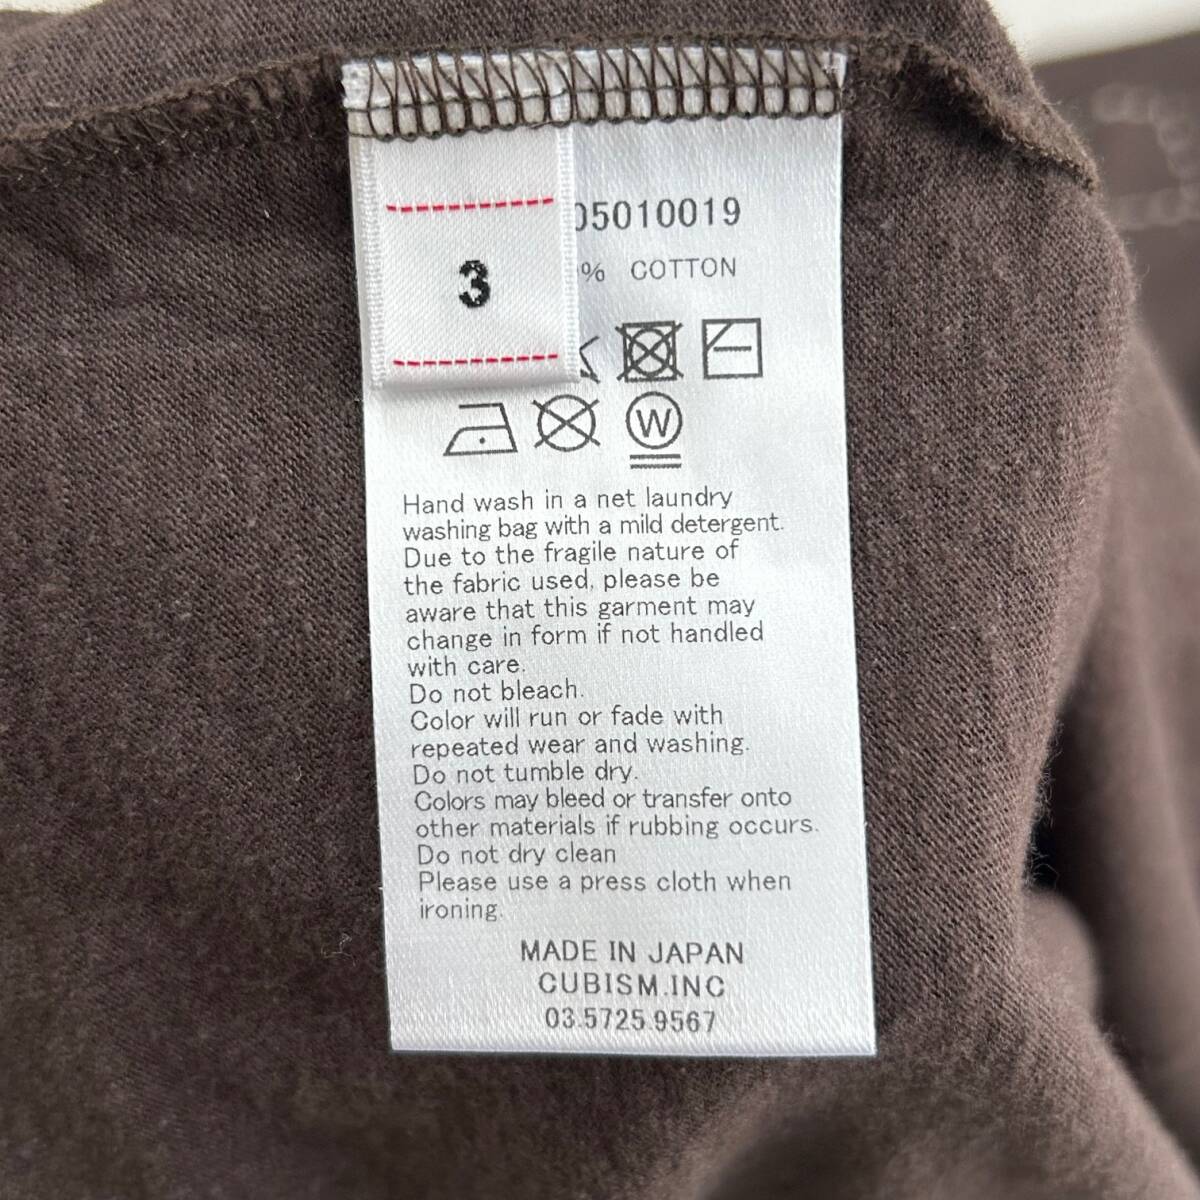 3
05010019
% COTTON
W
Hand wash in a net laundry
washing bag with a mild detergent.
Due to the fragile nature of
the fabric used, please be
aware that this garment may
change in form if not handled
with care.
Do not bleach.
Color will run or fade with
repeated wear and washing.
Do not tumble dry.
Colors may bleed or transfer onto
other materials if rubbing occurs.
Do not dry clean
Please use a press cloth when
ironing.
MADE IN JAPAN
CUBISM.INC
03.5725.9567